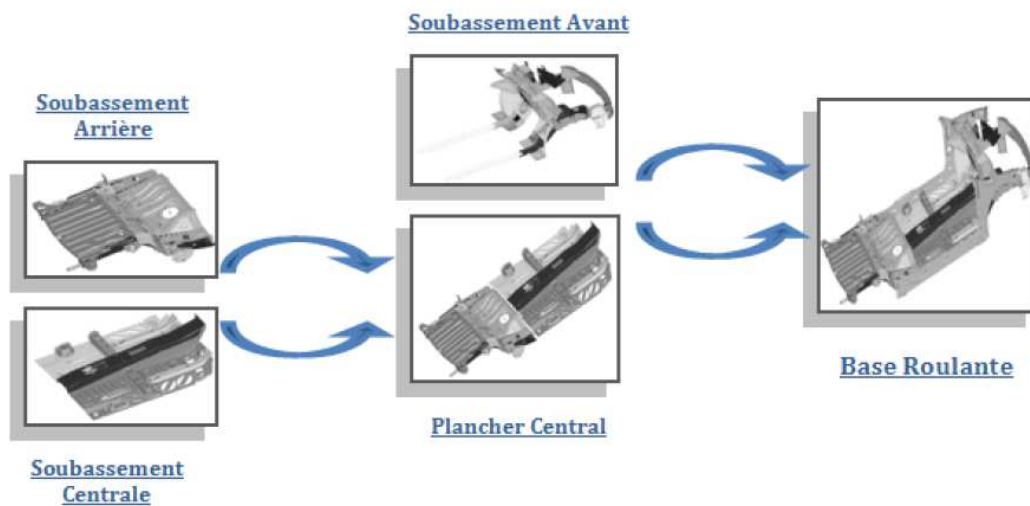 Soubassement Avant
Soubassement
Arrière
Plancher Central
Soubassement
Centrale
Base Roulante